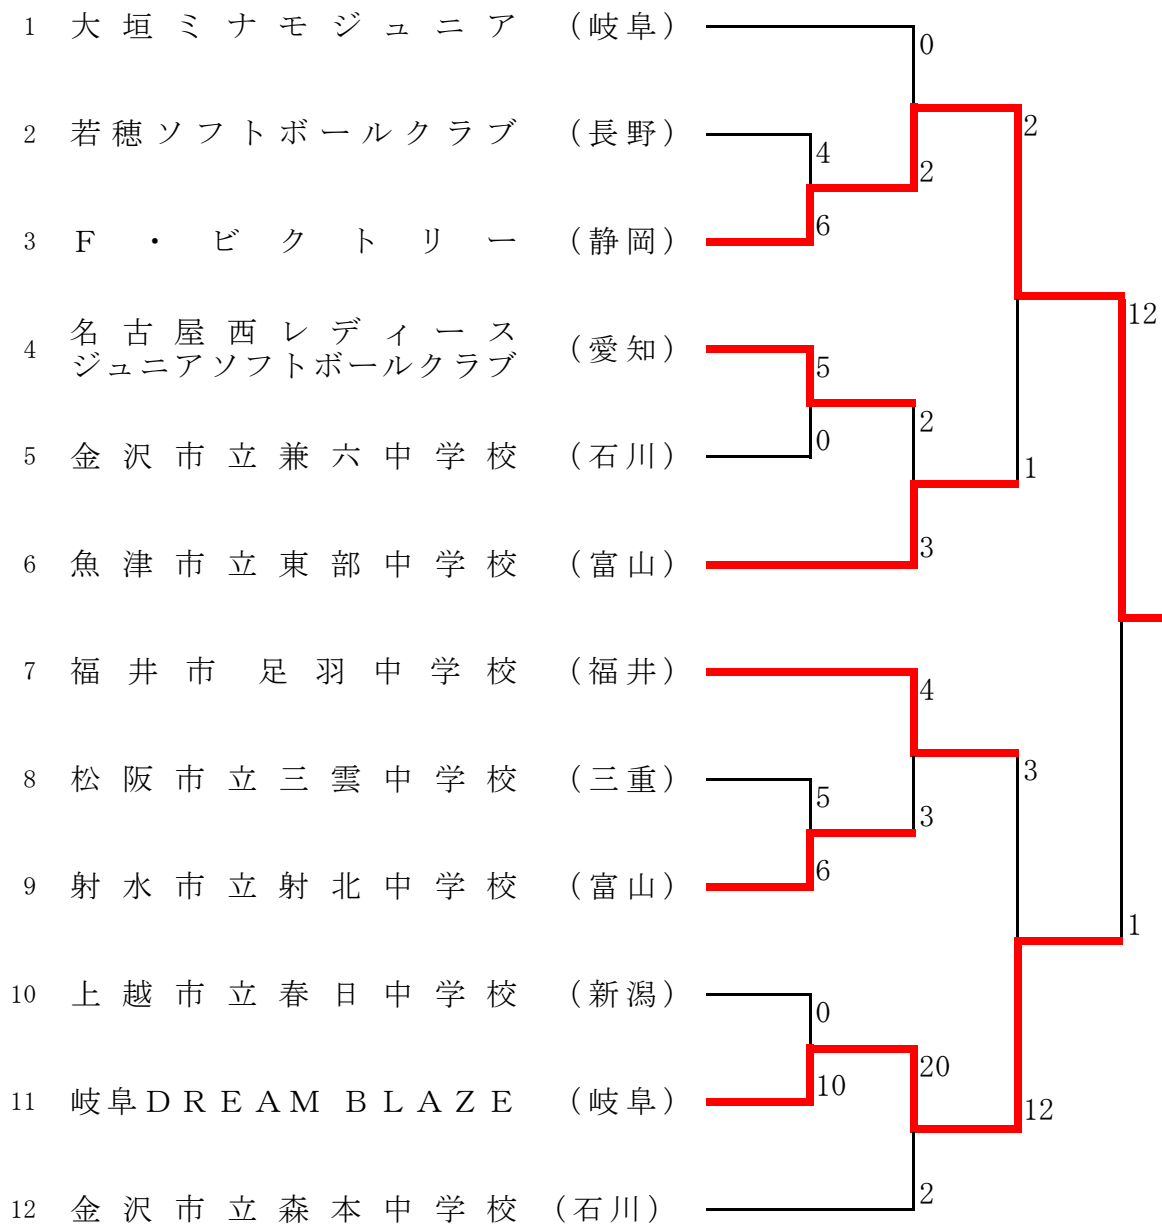 1 大垣ミナモジュニア (岐阜)
0
2 若穂ソフトボールクラブ (長野)
2
4
2
3 F・ビクトリー (静岡)
6
12
4 名古屋西レディース
ジュニアソフトボールクラブ (愛知)
5
2
5 金沢市立兼六中学校 (石川)
0
1
6 魚津市立東部中学校 (富山)
3
7 福井市 足羽中学校 (福井)
4
8 松阪市立三雲中学校 (三重)
3
5
3
9 射水市立射北中学校 (富山)
6
1
10 上越市立春日中学校 (新潟)
0
20
11 岐阜DREAM BLAZE (岐阜)
10
12
12 金沢市立森本中学校 (石川)
2